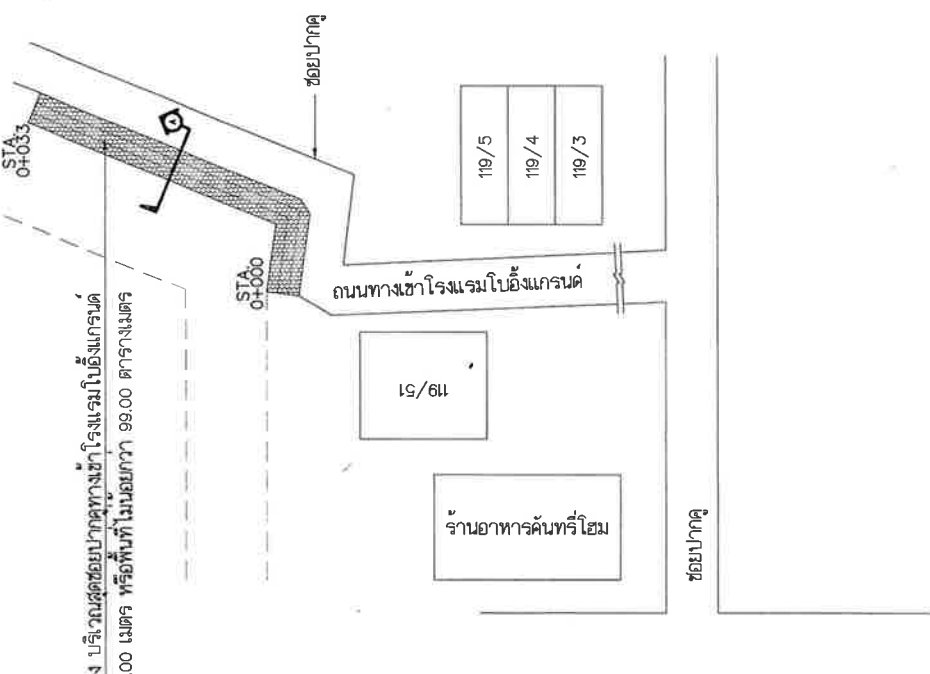 STA.
0+033
A
ซอยปากคู
119/5
119/4
119/3
STA.
0+000
ถนนทางเข้าโรงแรมโบอิ้งแกรนด์
119/51
ร้านอาหารคันทรี่โฮม
ซอยปากคู
ง บริเวณสุดซอยปากคูทางเข้าโรงแรมโบอิ้งแกรนด์
.00 เมตร หรือพื้นที่ไม่น้อยกว่า 99.00 ตารางเมตร